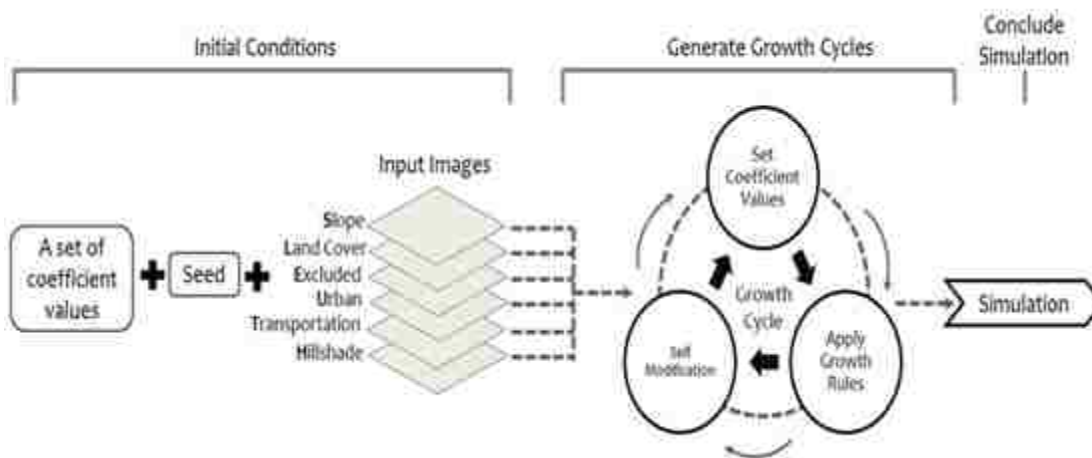 Initial Conditions
Generate Growth Cycles
Conclude
Simulation
Input Images
A set of
coefficient
values
Seed
Slope
Land Cover
Excluded
Urban
Transportation
Hillshade
Set
Coefficient
Values
Growth
Cycle
Self
Modification
Apply
Growth
Rules
Simulation